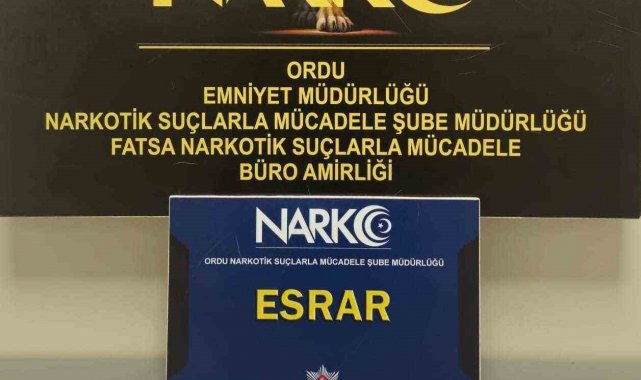 NARKO
ORDU
EMNİYET MÜDÜRLÜĞÜ
NARKOTİK SUÇLARLA MÜCADELE ŞUBE MÜDÜRLÜĞÜ
FATSA NARKOTİK SUÇLARLA MÜCADELE
BÜRO AMİRLİĞİ
NARKO
ORDU NARKOTİK SUÇLARLA MÜCADELE ŞUBE MÜDÜRLÜĞÜ
ESRAR